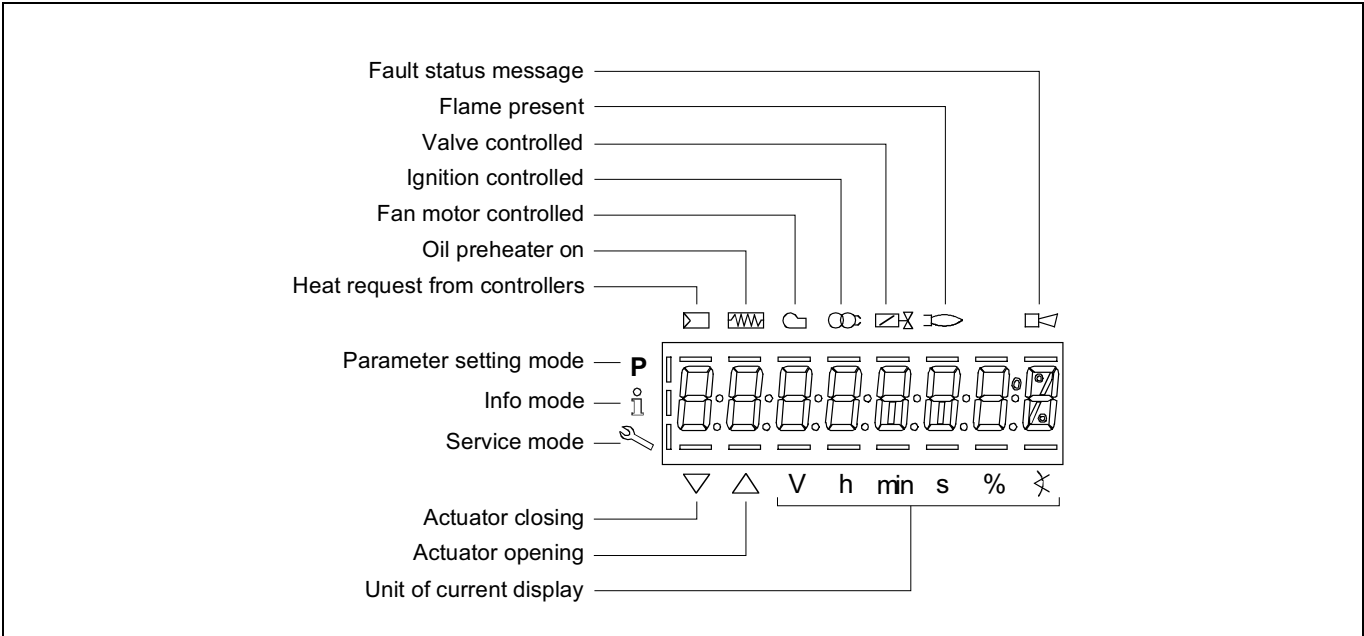 Fault status message
Flame present
Valve controlled
Ignition controlled
Fan motor controlled
Oil preheater on
Heat request from controllers
Parameter setting mode P
Info mode i
Service mode
V h min s %
Actuator closing
Actuator opening
Unit of current display